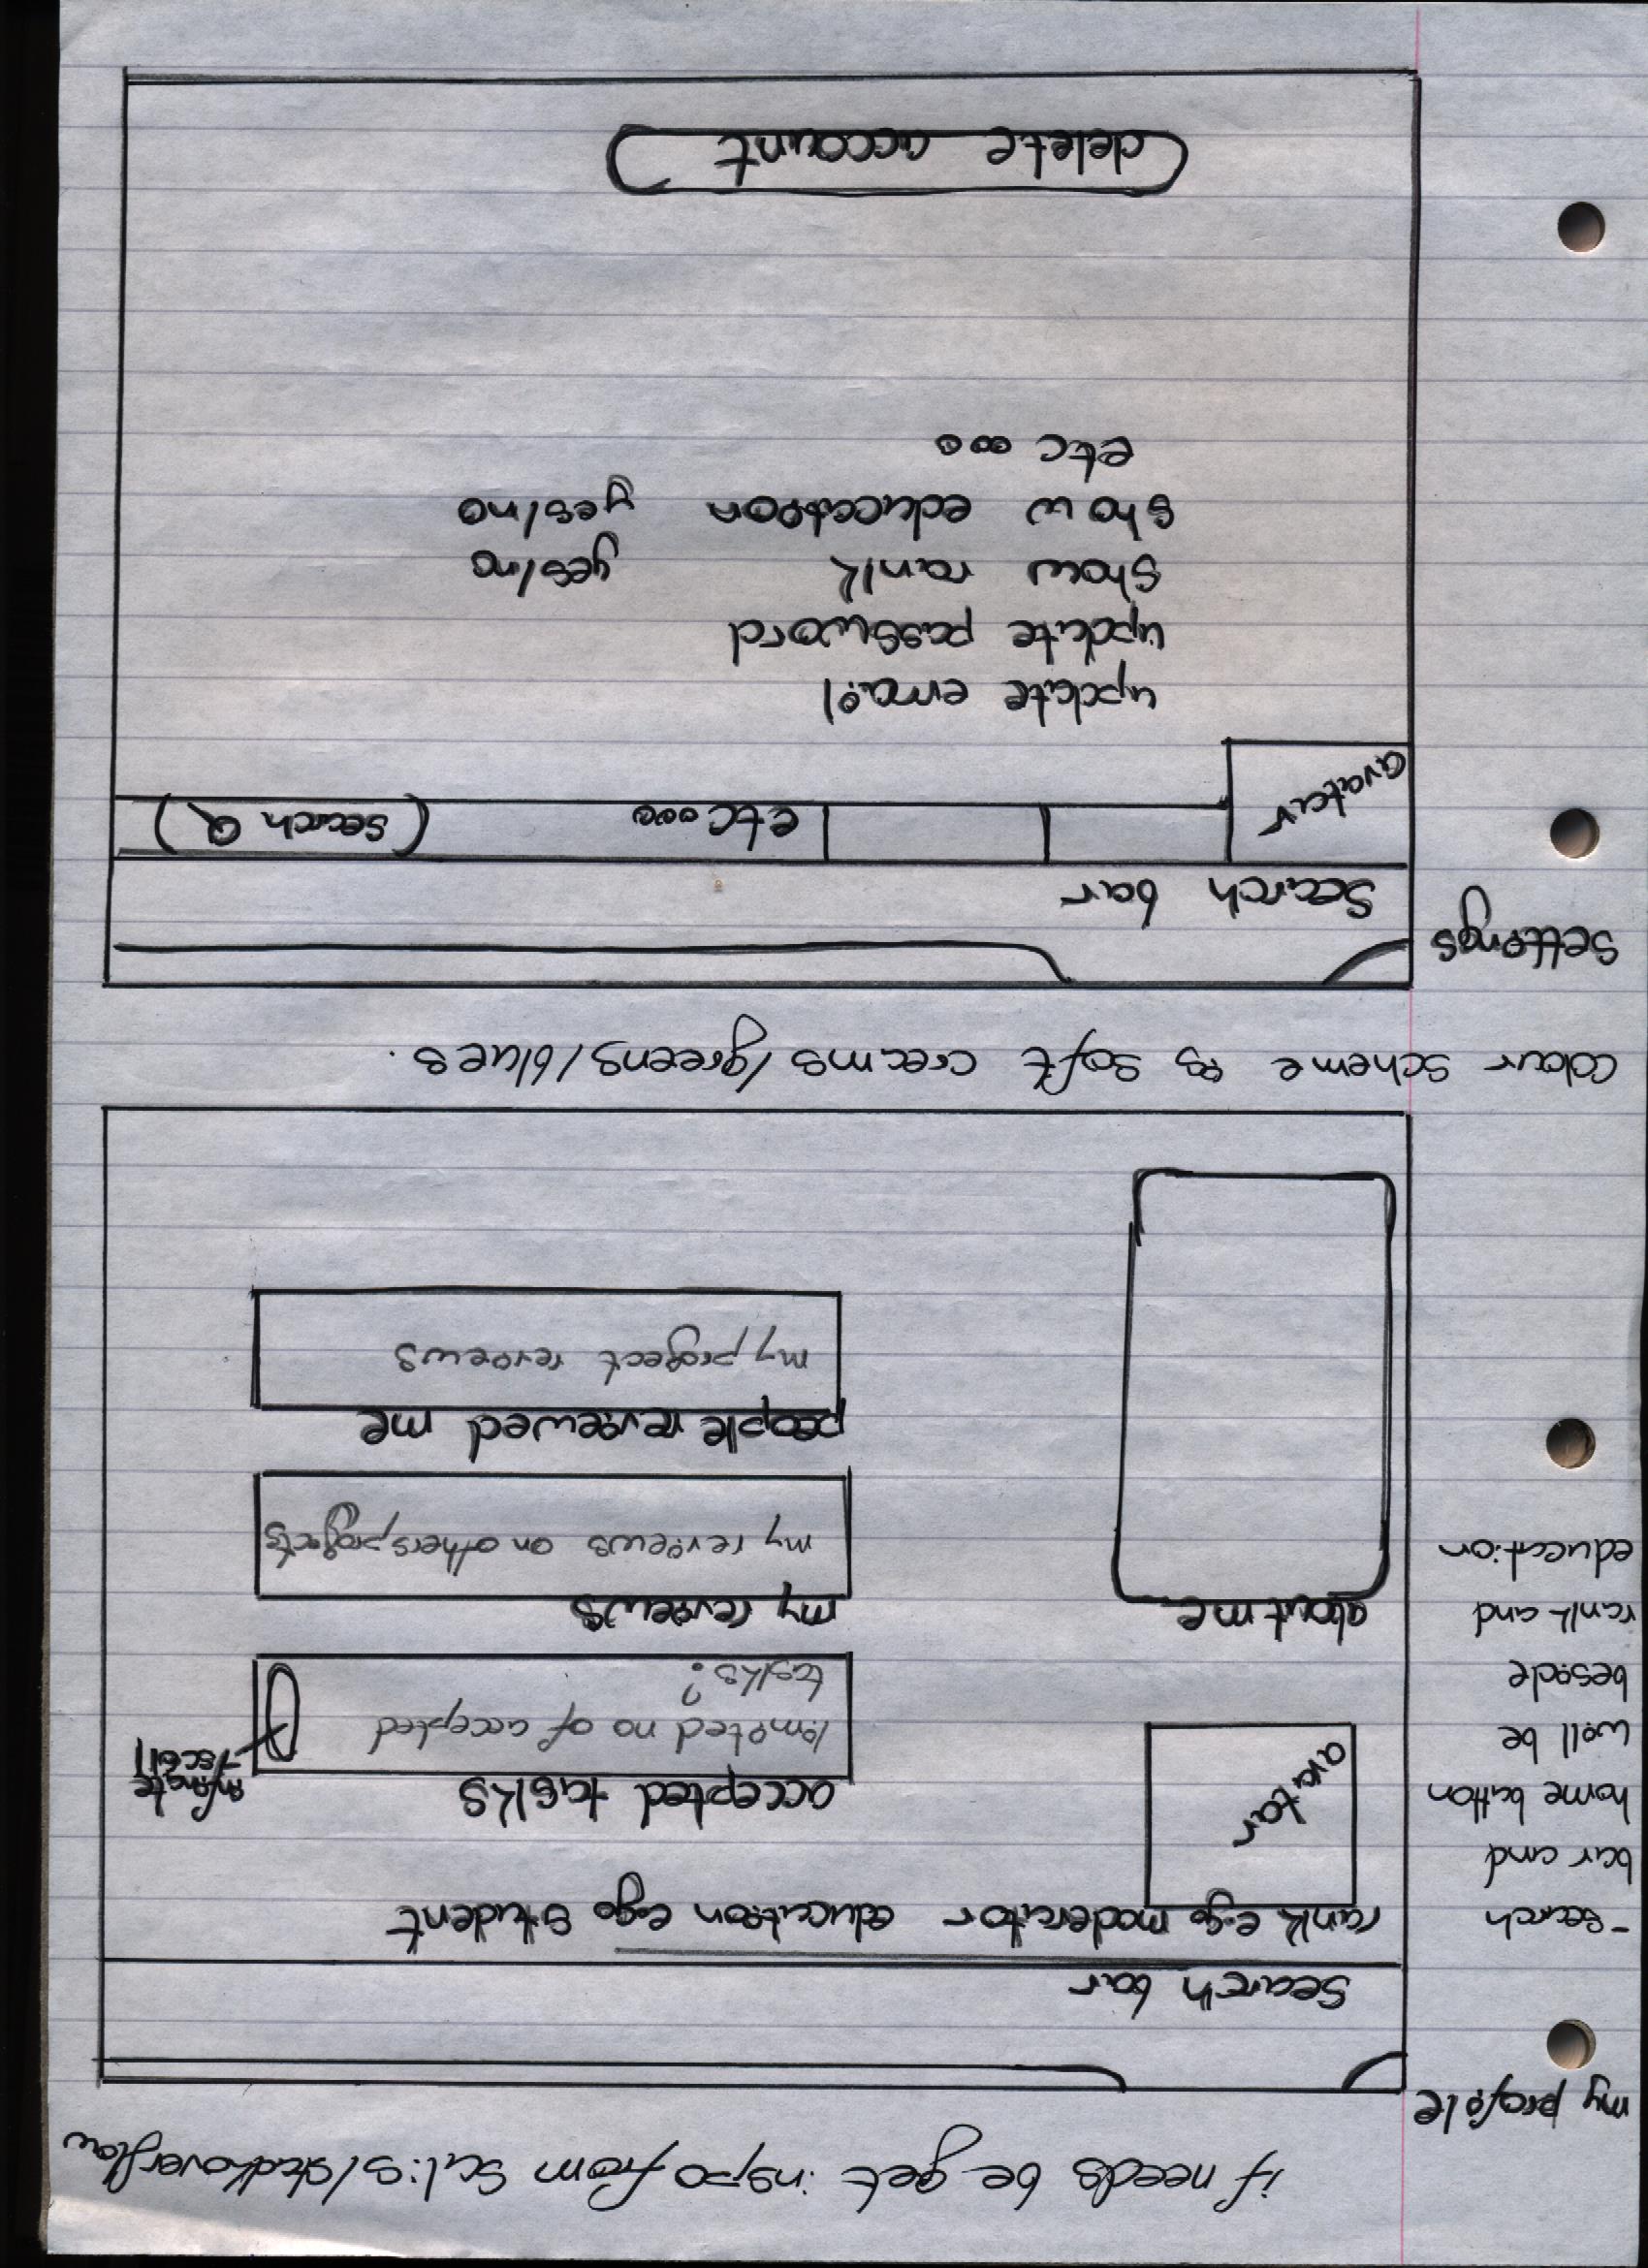 if needs be get inspo from Sal:s/stackoverflow
my profile
search bar
- search
bar and
home button
will be
beside
rank and
education
rank e.g. moderator education e.g. student
avatar
accepted tasks
infinate
scoll
limited no of accepted
tasks?
about me
my reviews
my reviews on others projects
people reviewed me
my project reviews
colour scheme is soft creams/greens/blues.
settings
search bar
avatar
etc...
search
update email
update password
show rank yes/no
show education yes/no
etc...
delete account